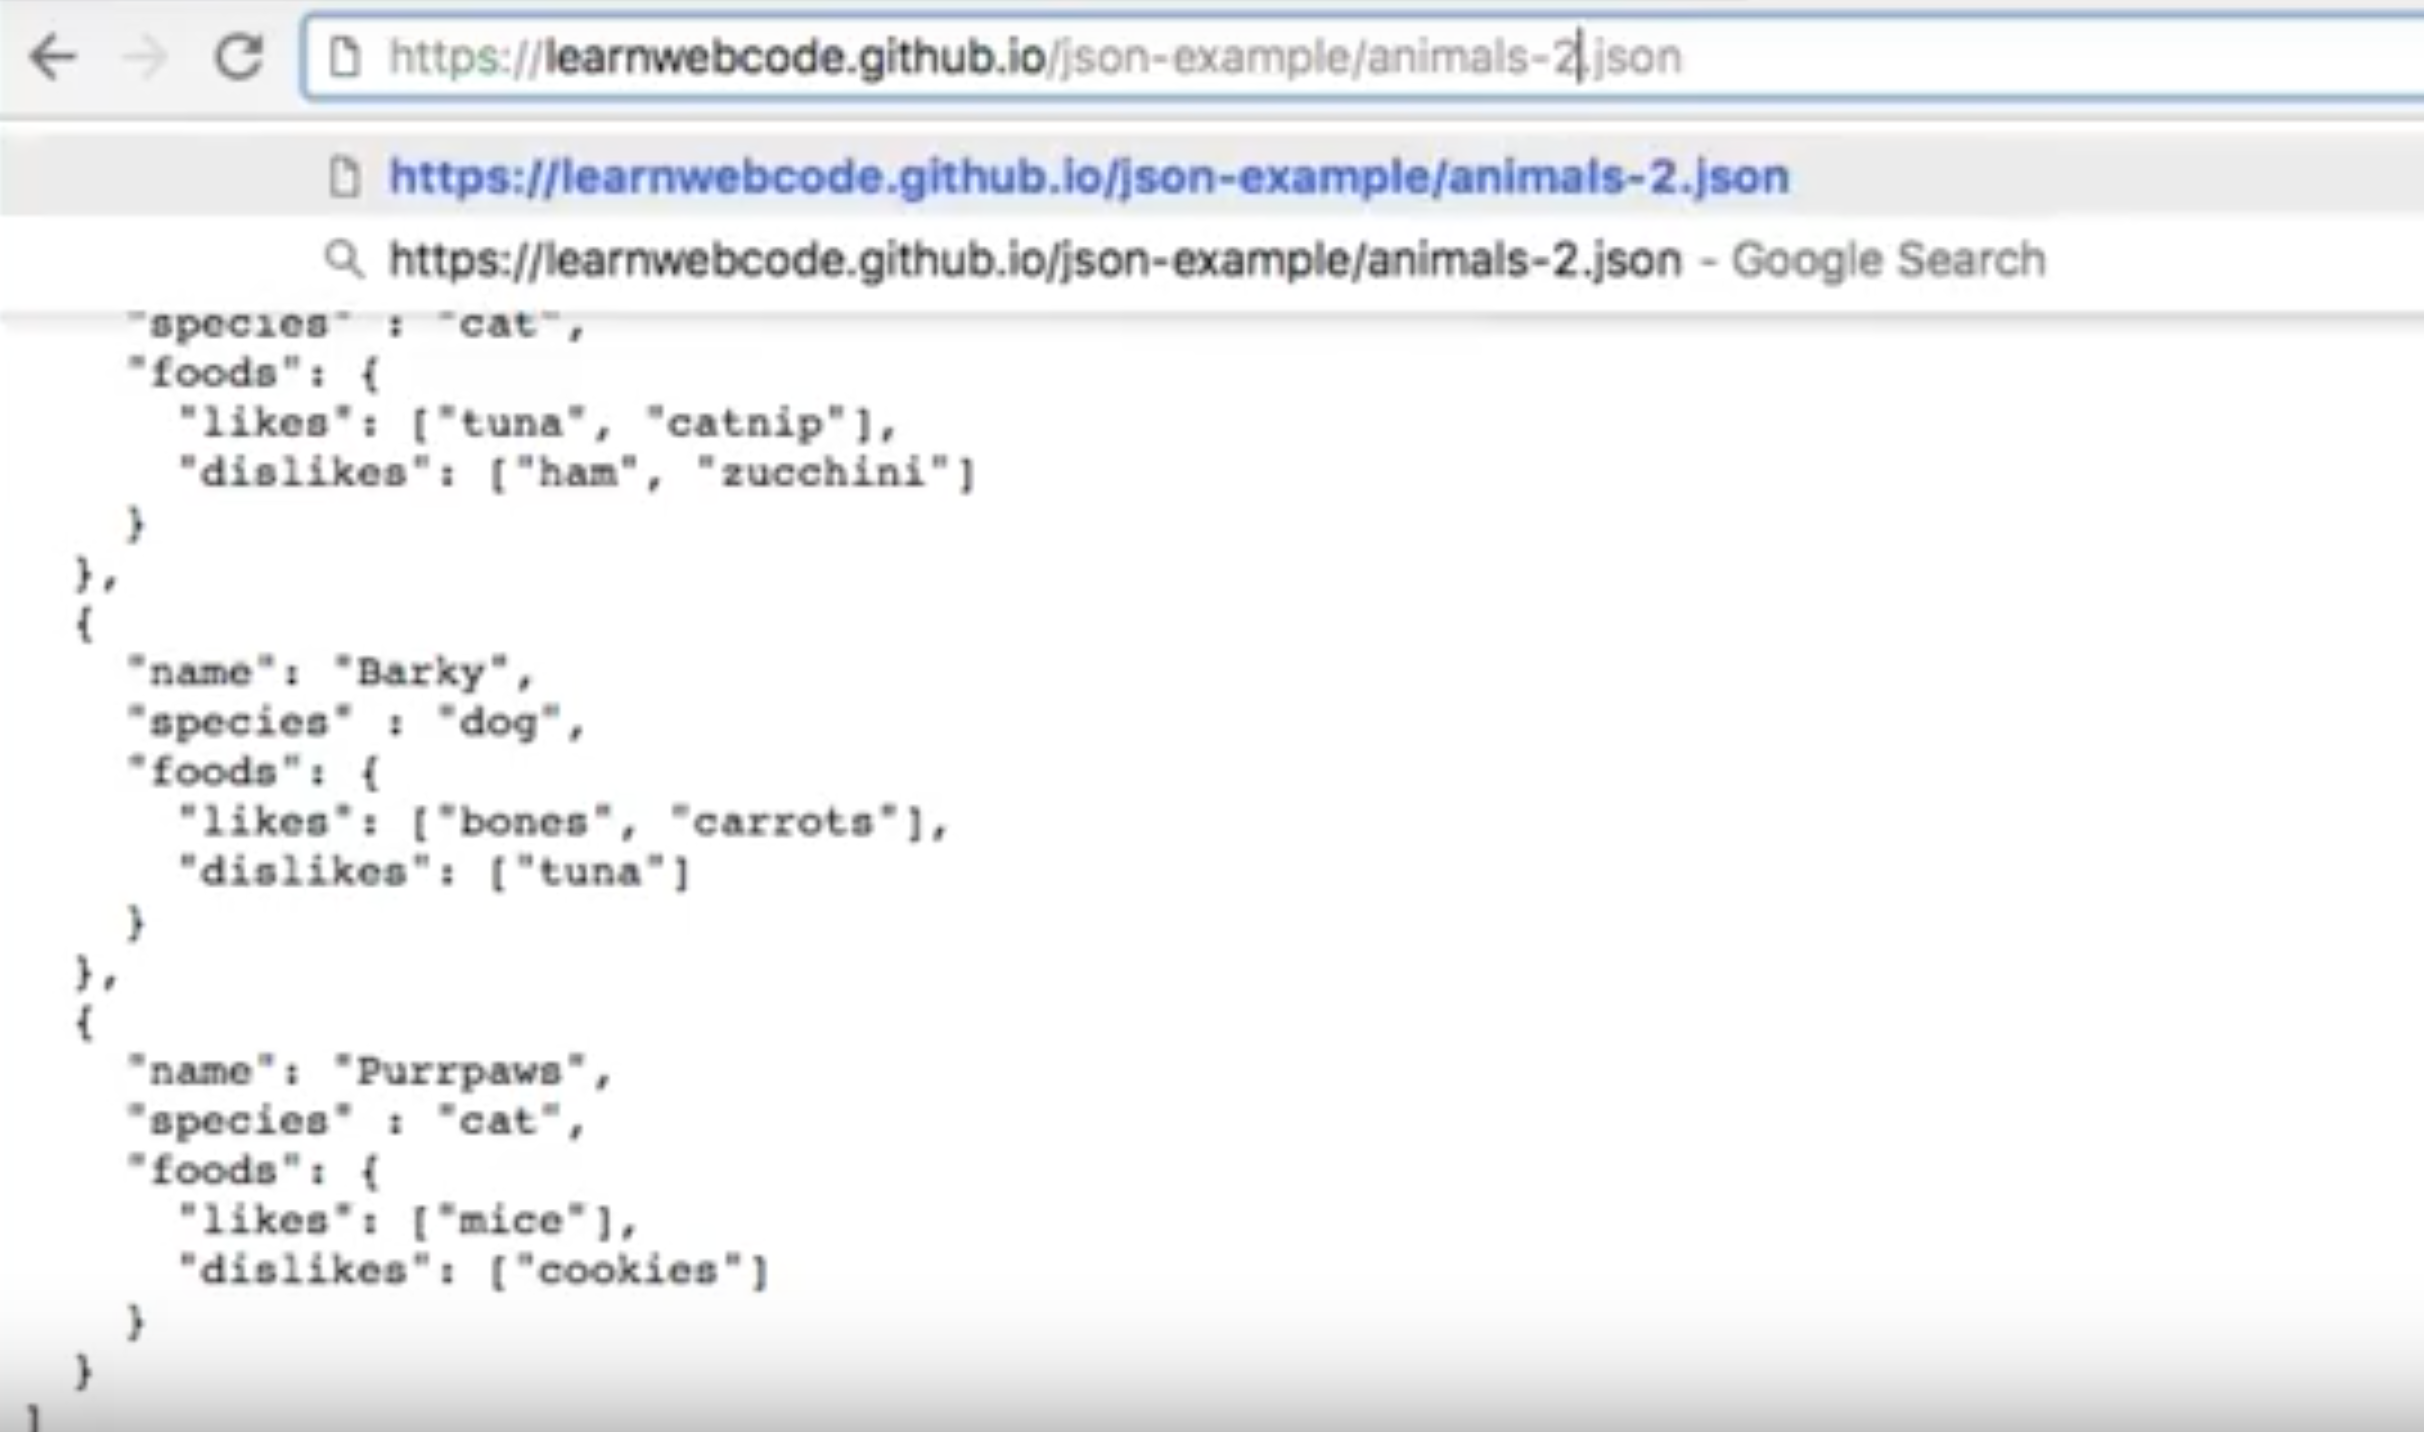 https://learnwebcode.github.io/json-example/animals-2.json
https://learnwebcode.github.io/json-example/animals-2.json
https://learnwebcode.github.io/json-example/animals-2.json - Google Search
"species" : "cat",
"foods": {
"likes": ["tuna", "catnip"],
"dislikes": ["ham", "zucchini"]
}
},
{
"name": "Barky",
"species" : "dog",
"foods": {
"likes": ["bones", "carrots"],
"dislikes": ["tuna"]
}
},
{
"name": "Purrpaws",
"species" : "cat",
"foods": {
"likes": ["mice"],
"dislikes": ["cookies"]
}
}
]